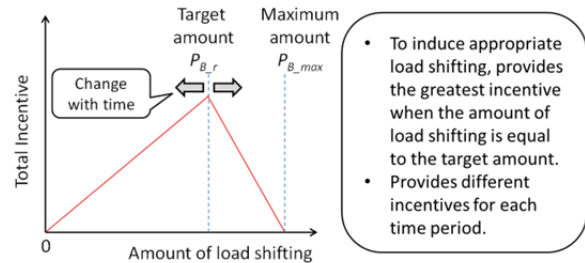 Target
amount
P_B_r
Maximum
amount
P_B_max
Change
with time
Total Incentive
0
Amount of load shifting
• To induce appropriate
load shifting, provides
the greatest incentive
when the amount of
load shifting is equal
to the target amount.
• Provides different
incentives for each
time period.